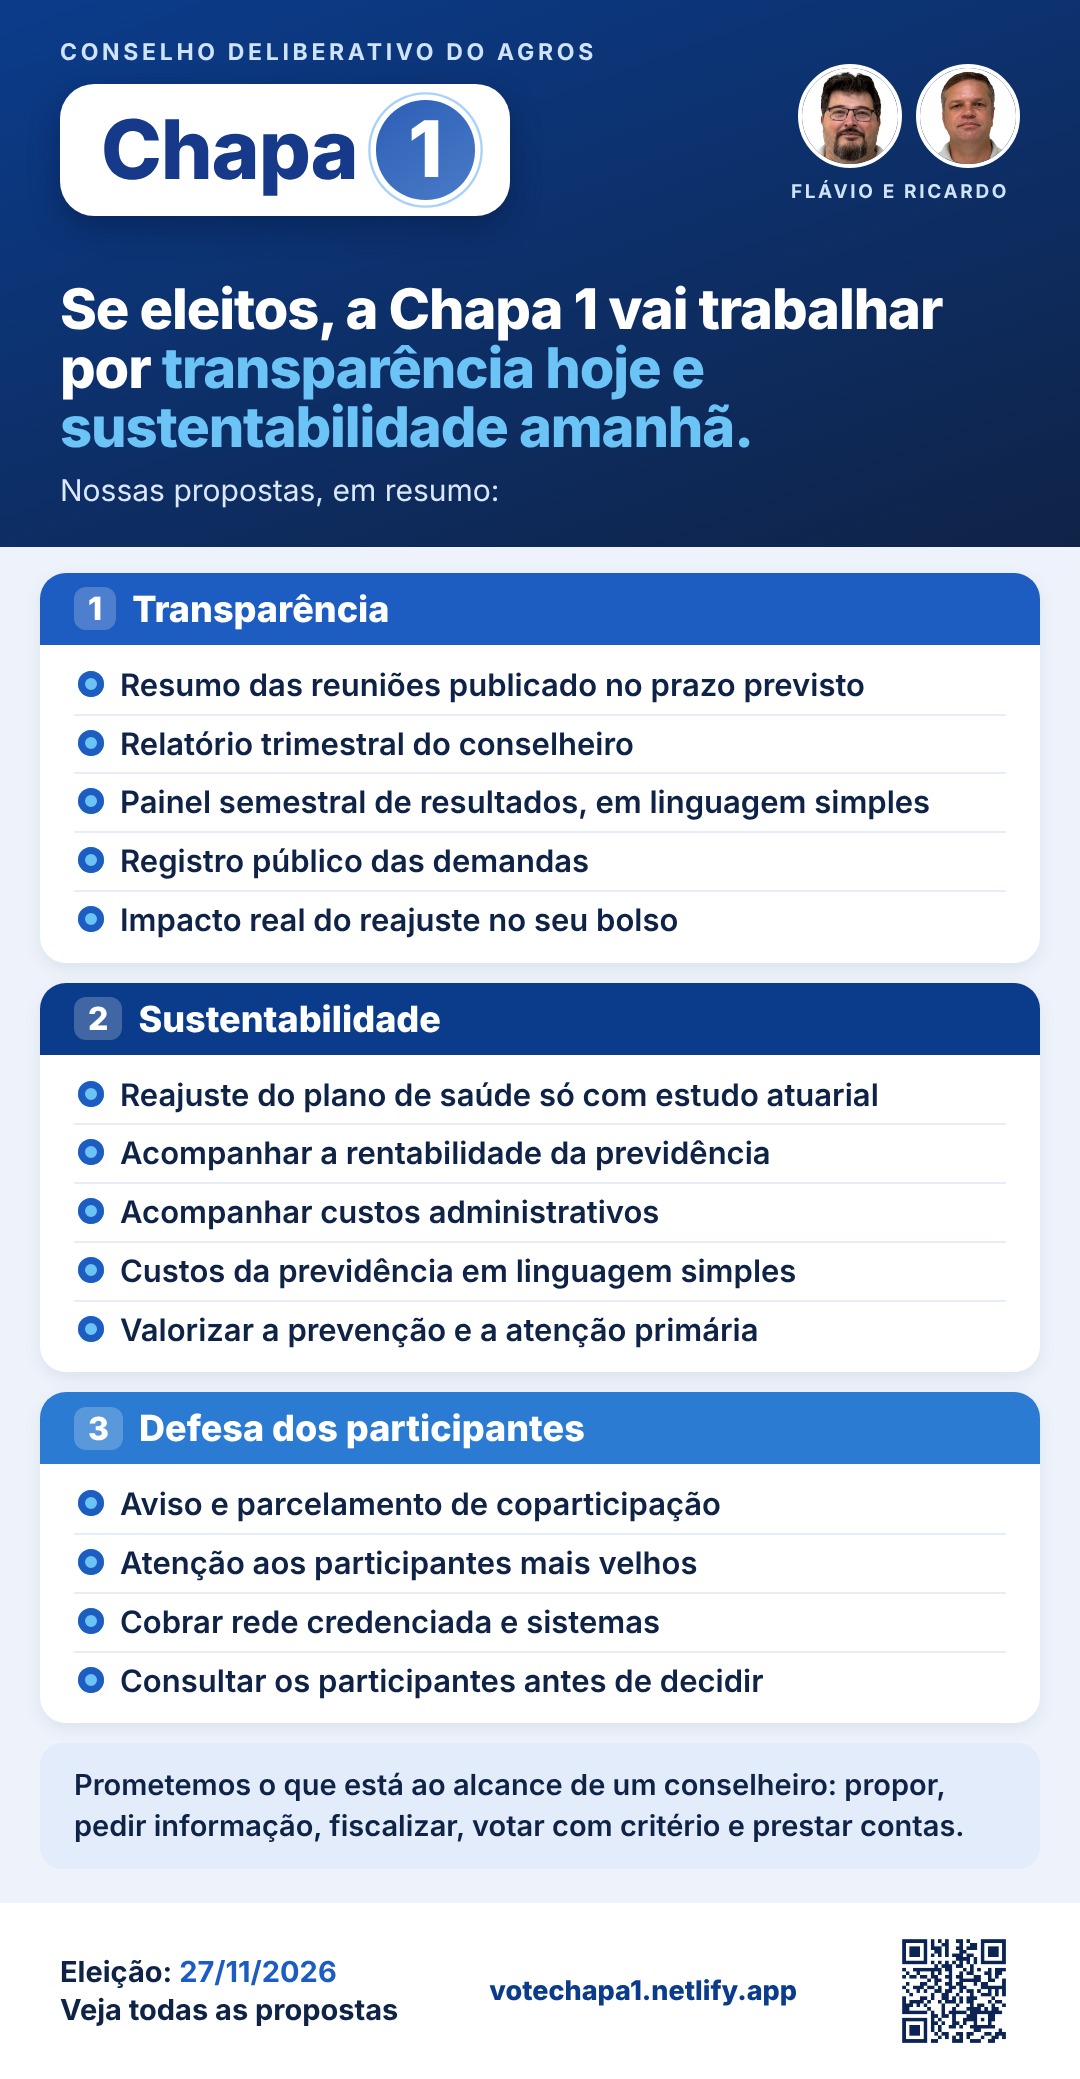 CONSELHO DELIBERATIVO DO AGROS
Chapa 1
FLÁVIO E RICARDO
Se eleitos, a Chapa 1 vai trabalhar
por transparência hoje e
sustentabilidade amanhã.
Nossas propostas, em resumo:
1 Transparência
Resumo das reuniões publicado no prazo previsto
Relatório trimestral do conselheiro
Painel semestral de resultados, em linguagem simples
Registro público das demandas
Impacto real do reajuste no seu bolso
2 Sustentabilidade
Reajuste do plano de saúde só com estudo atuarial
Acompanhar a rentabilidade da previdência
Acompanhar custos administrativos
Custos da previdência em linguagem simples
Valorizar a prevenção e a atenção primária
3 Defesa dos participantes
Aviso e parcelamento de coparticipação
Atenção aos participantes mais velhos
Cobrar rede credenciada e sistemas
Consultar os participantes antes de decidir
Prometemos o que está ao alcance de um conselheiro: propor,
pedir informação, fiscalizar, votar com critério e prestar contas.
Eleição: 27/11/2026
Veja todas as propostas
votechapa1.netlify.app